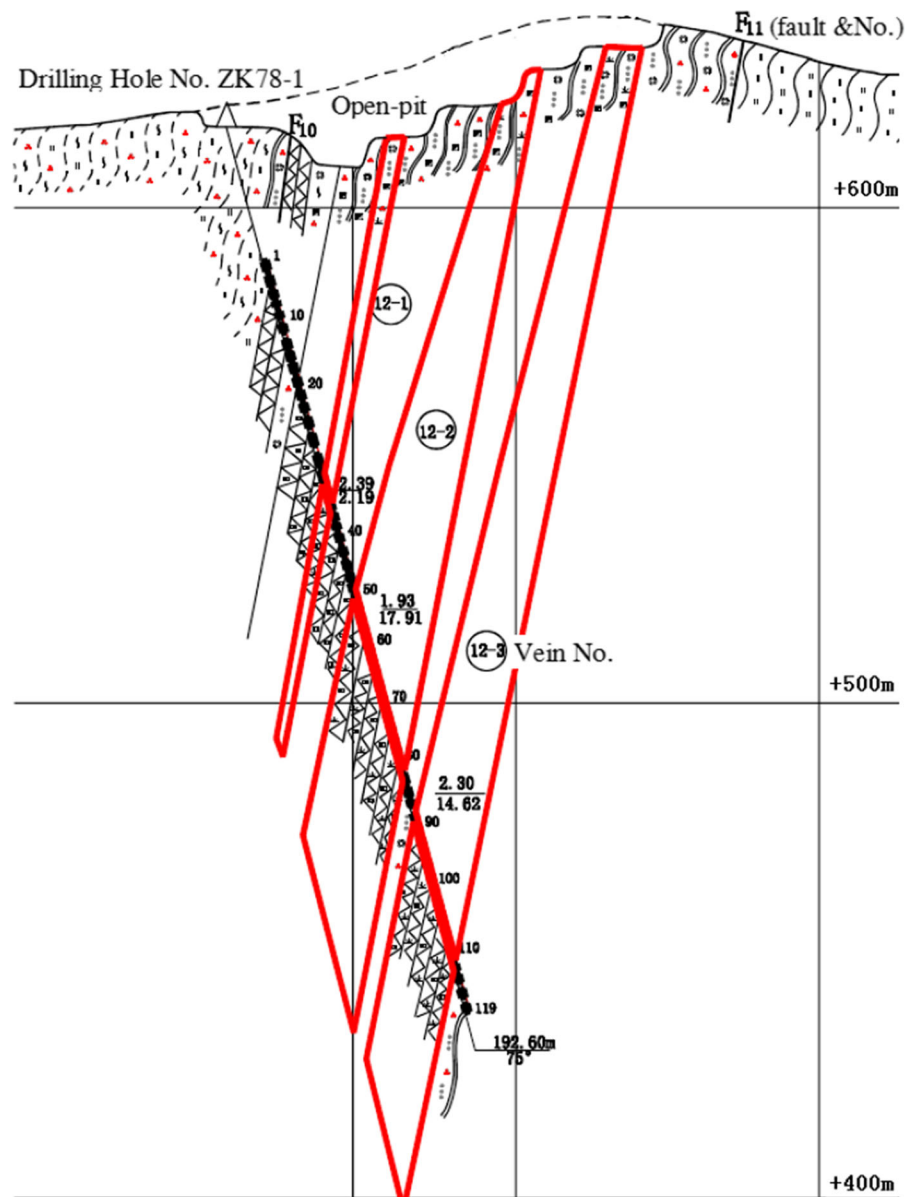 F11 (fault &No.)
Drilling Hole No. ZK78-1
Open-pit
F10
+600m
1
12-1
10
20
12-2
2.39
2.19
40
50
1.93
17.91
60
12-3 Vein No.
70
+500m
80
2.30
14.62
90
100
110
119
192.60m
75°
+400m